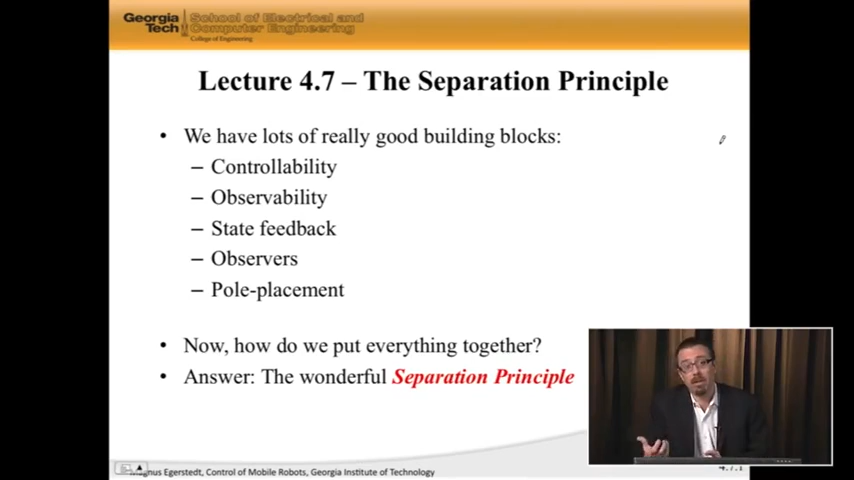 Georgia Tech
School of Electrical and Computer Engineering
College of Engineering
Lecture 4.7 – The Separation Principle
• We have lots of really good building blocks:
– Controllability
– Observability
– State feedback
– Observers
– Pole-placement
• Now, how do we put everything together?
• Answer: The wonderful Separation Principle
Magnus Egerstedt, Control of Mobile Robots, Georgia Institute of Technology